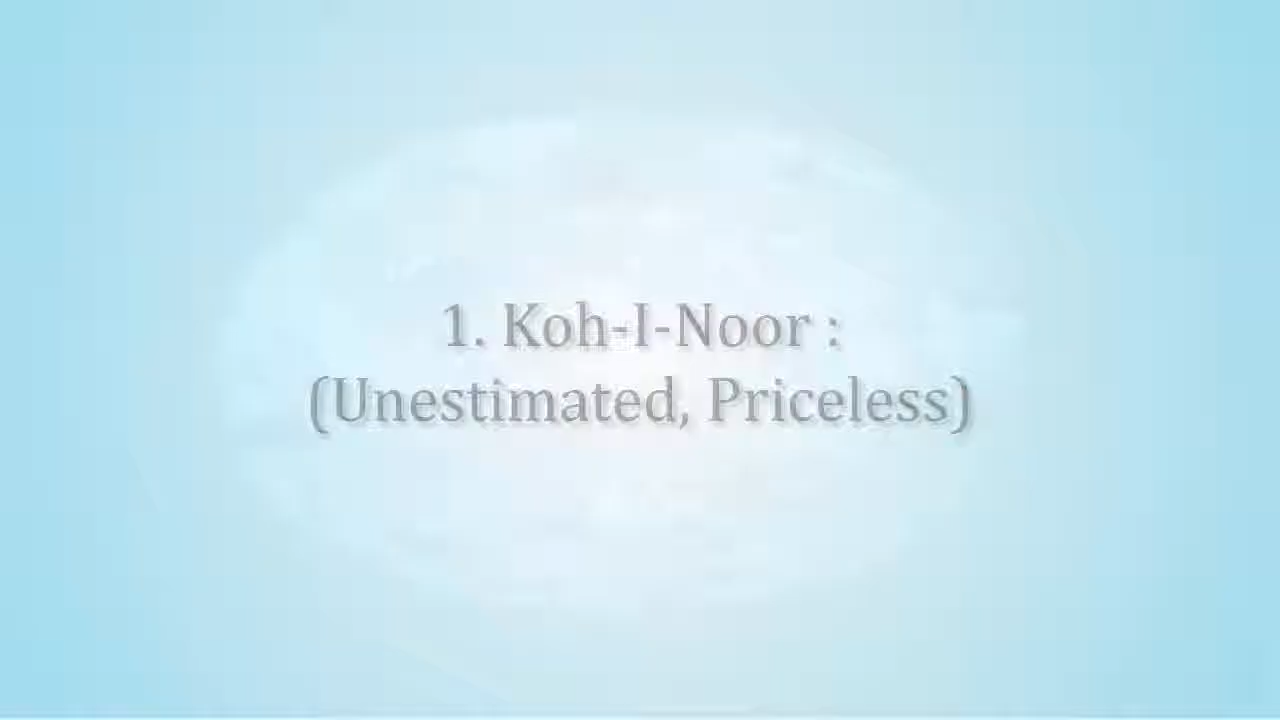 1. Koh-I-Noor :
(Unestimated, Priceless)